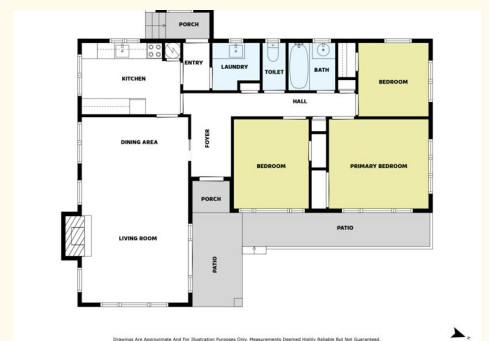 PORCH
ENTRY
LAUNDRY
TOILET
BATH
KITCHEN
BEDROOM
HALL
DINING AREA
FOYER
BEDROOM
PRIMARY BEDROOM
PORCH
PATIO
LIVING ROOM
PATIO
Drawings Are Approximate And For Illustration Purposes Only. Measurements Deemed Highly Reliable But Not Guaranteed.